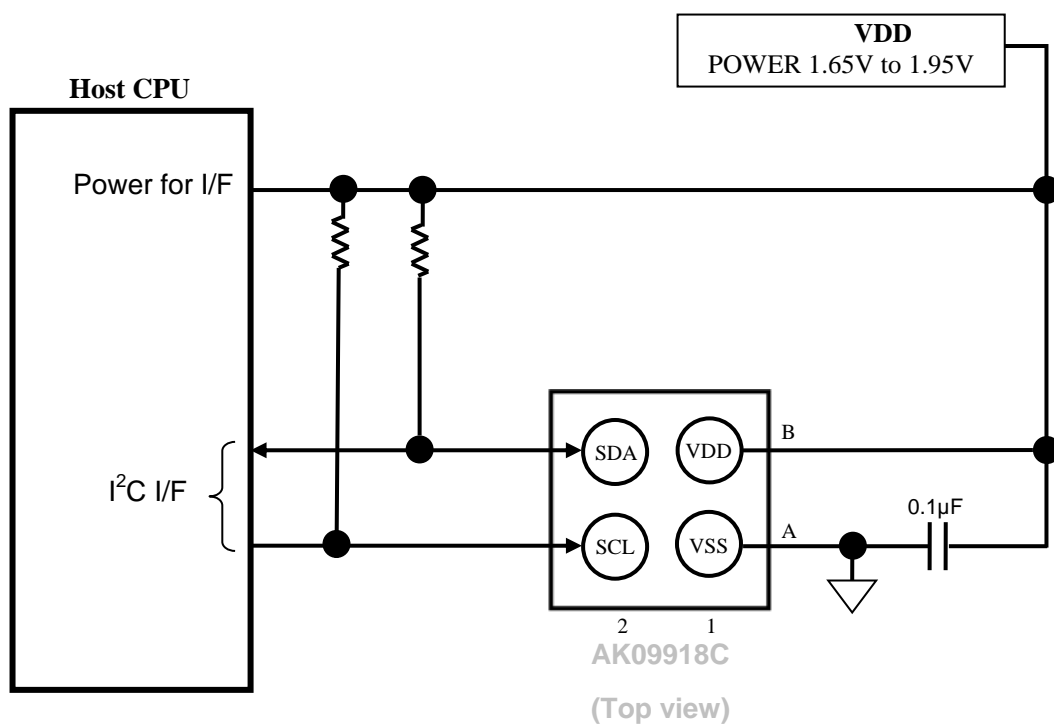 VDD
POWER 1.65V to 1.95V
Host CPU
Power for I/F
I²C I/F
SDA
VDD
B
SCL
VSS
A
0.1µF
2
1
AK09918C
(Top view)